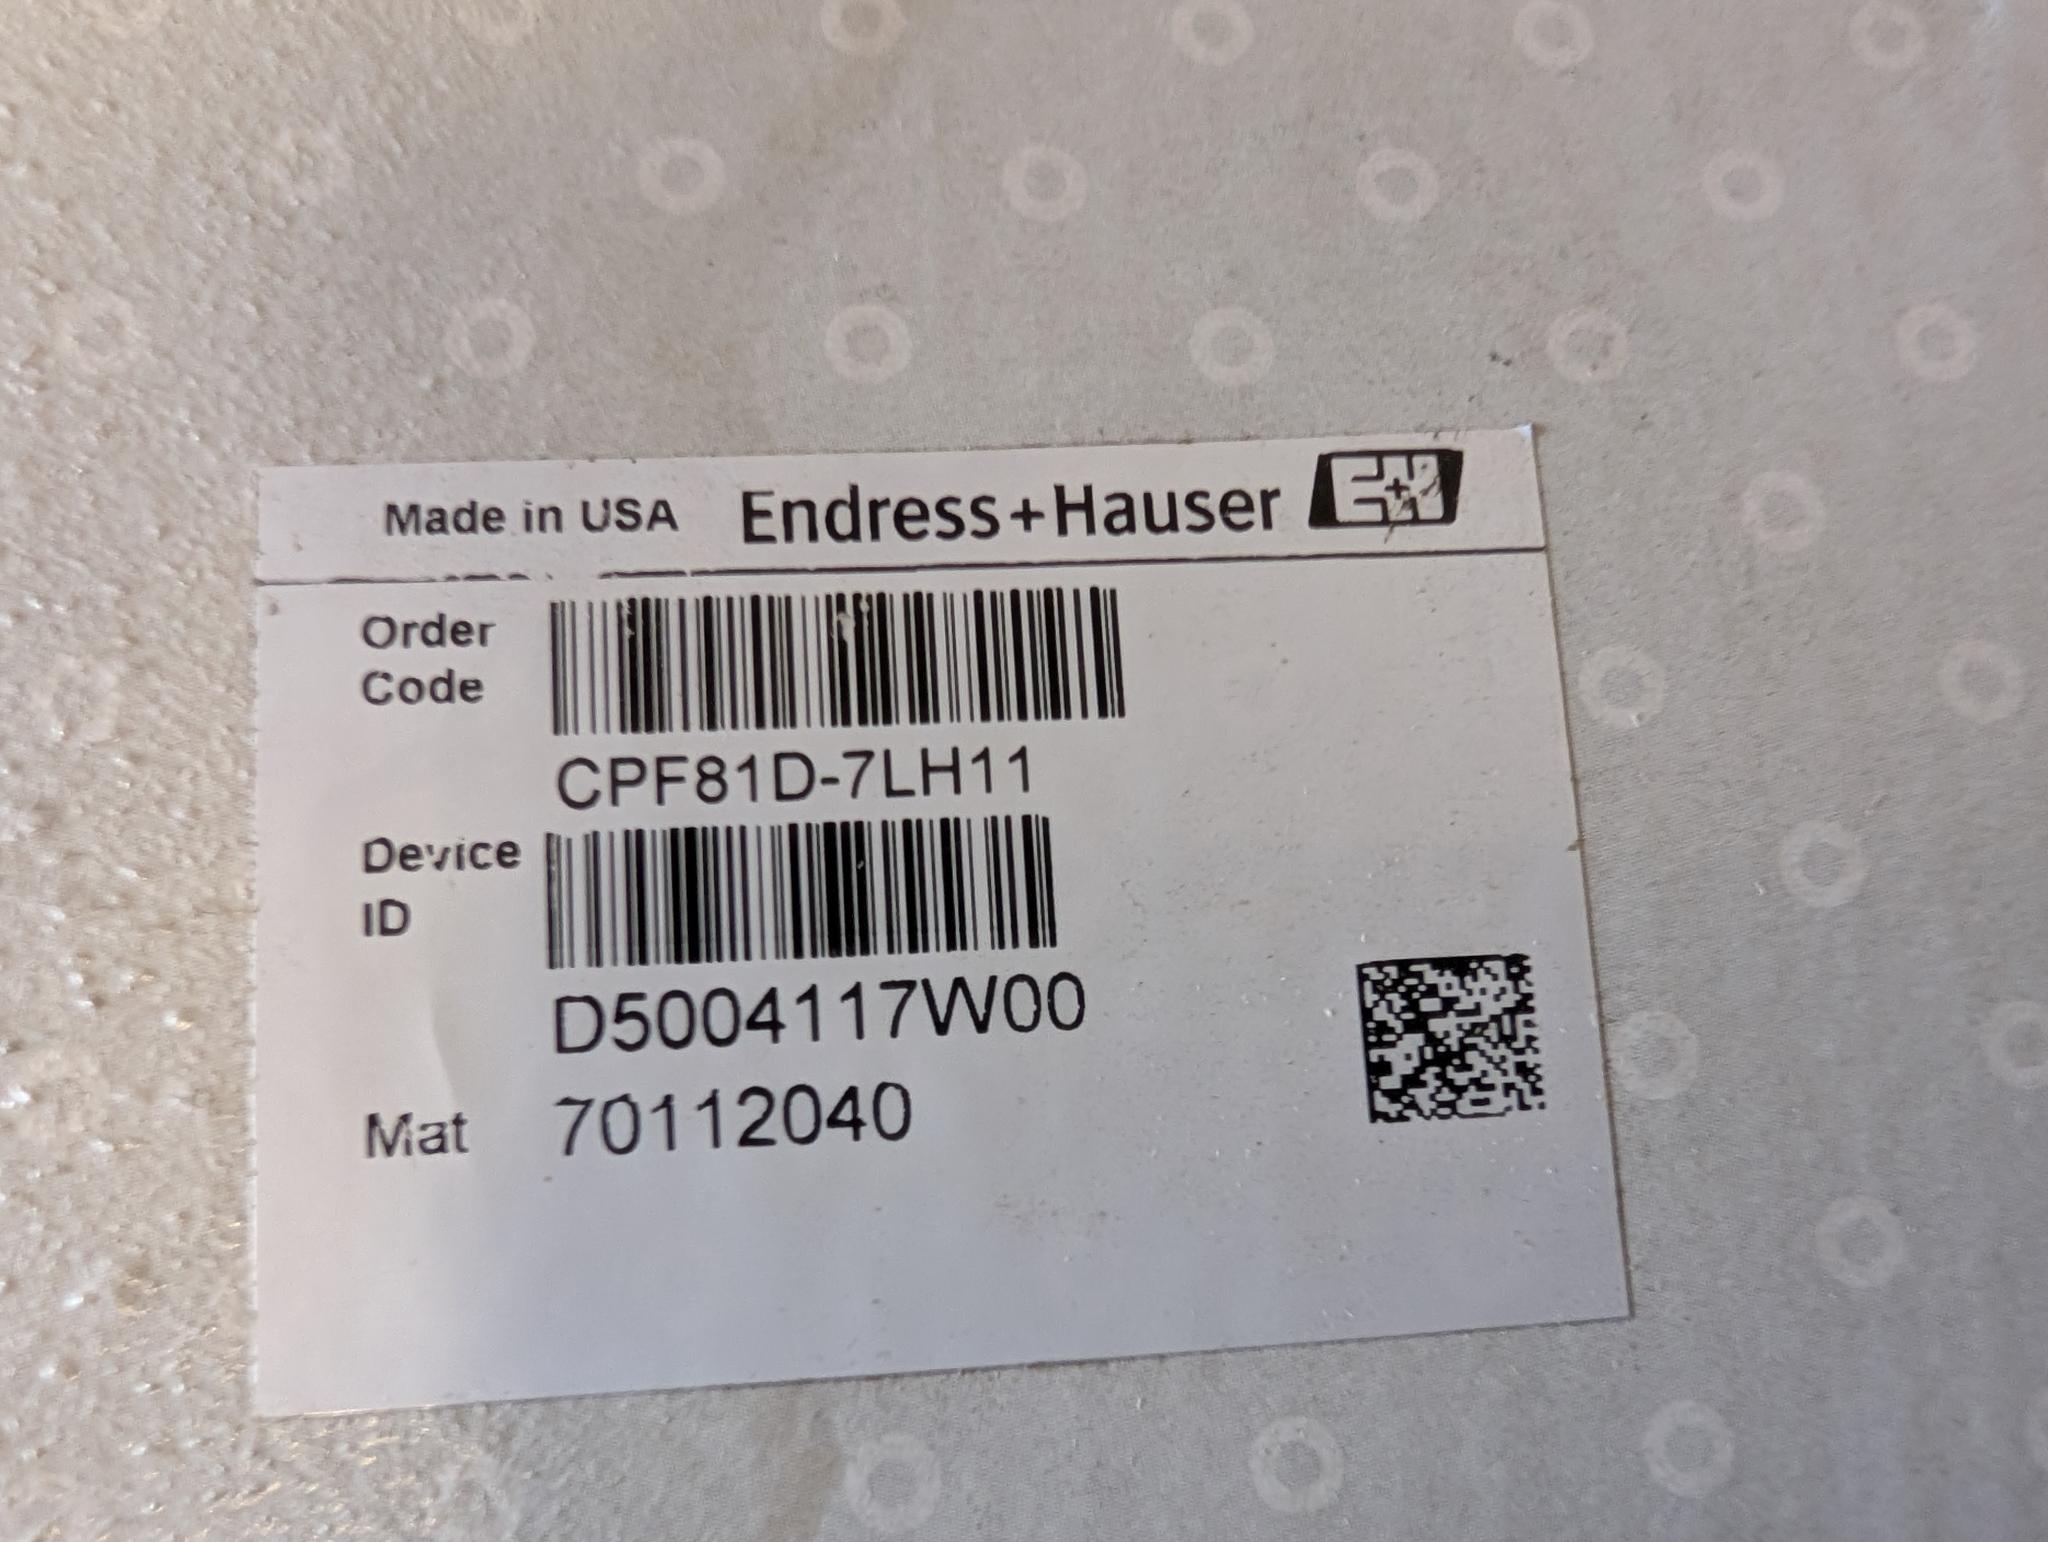 Made in USA Endress+Hauser E+H
Order
Code
CPF81D-7LH11
Device
ID
D5004117W00
Mat 70112040